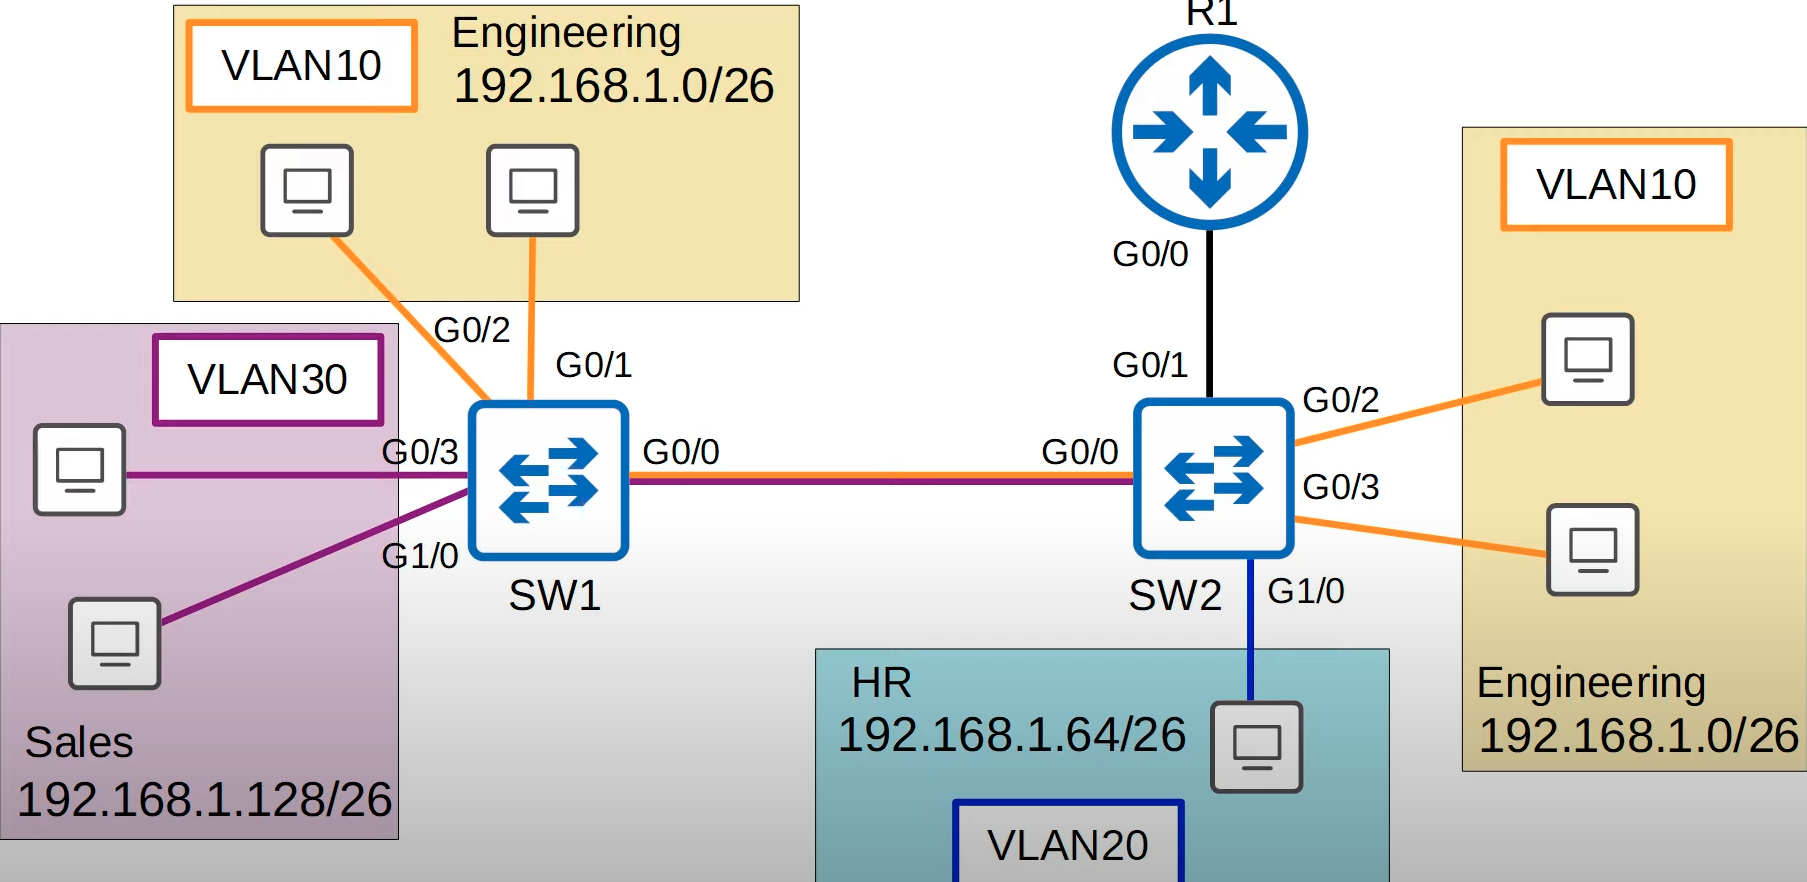 VLAN10
Engineering
192.168.1.0/26
R1
G0/0
VLAN10
G0/2
G0/1
VLAN30
G0/1
G0/2
G0/3
G0/0
G0/0
G0/3
G1/0
SW1
SW2
G1/0
Sales
192.168.1.128/26
HR
192.168.1.64/26
VLAN20
Engineering
192.168.1.0/26